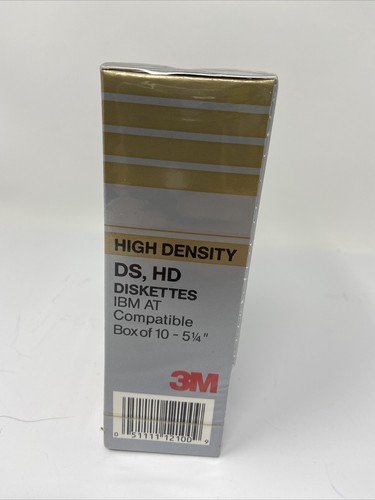 HIGH DENSITY
DS, HD
DISKETTES
IBM AT
Compatible
Box of 10 - 5¼"
3M
0 51111 12100 9